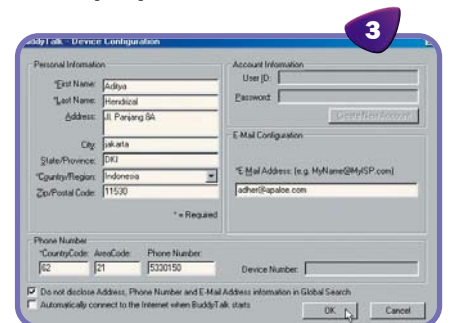 3
BuddyTalk - Device Configuration
Personal Information
*First Name: Aditya
*Last Name: Hendrizal
Address: Jl. Panjang 8A
City: jakarta
State/Province: DKI
*Country/Region: Indonesia
Zip/Postal Code: 11530
* = Required
Account Information
User ID:
Password:
Create New Account
E-Mail Configuration
*E Mail Address: (e.g. MyName@MyISP.com)
adher@apaloe.com
Phone Number
*CountryCode: AreaCode: Phone Number:
62 21 5330150
Device Number:
Do not disclose Address, Phone Number and E-Mail Address information in Global Search
Automatically connect to the Internet when BuddyTalk starts
OK Cancel